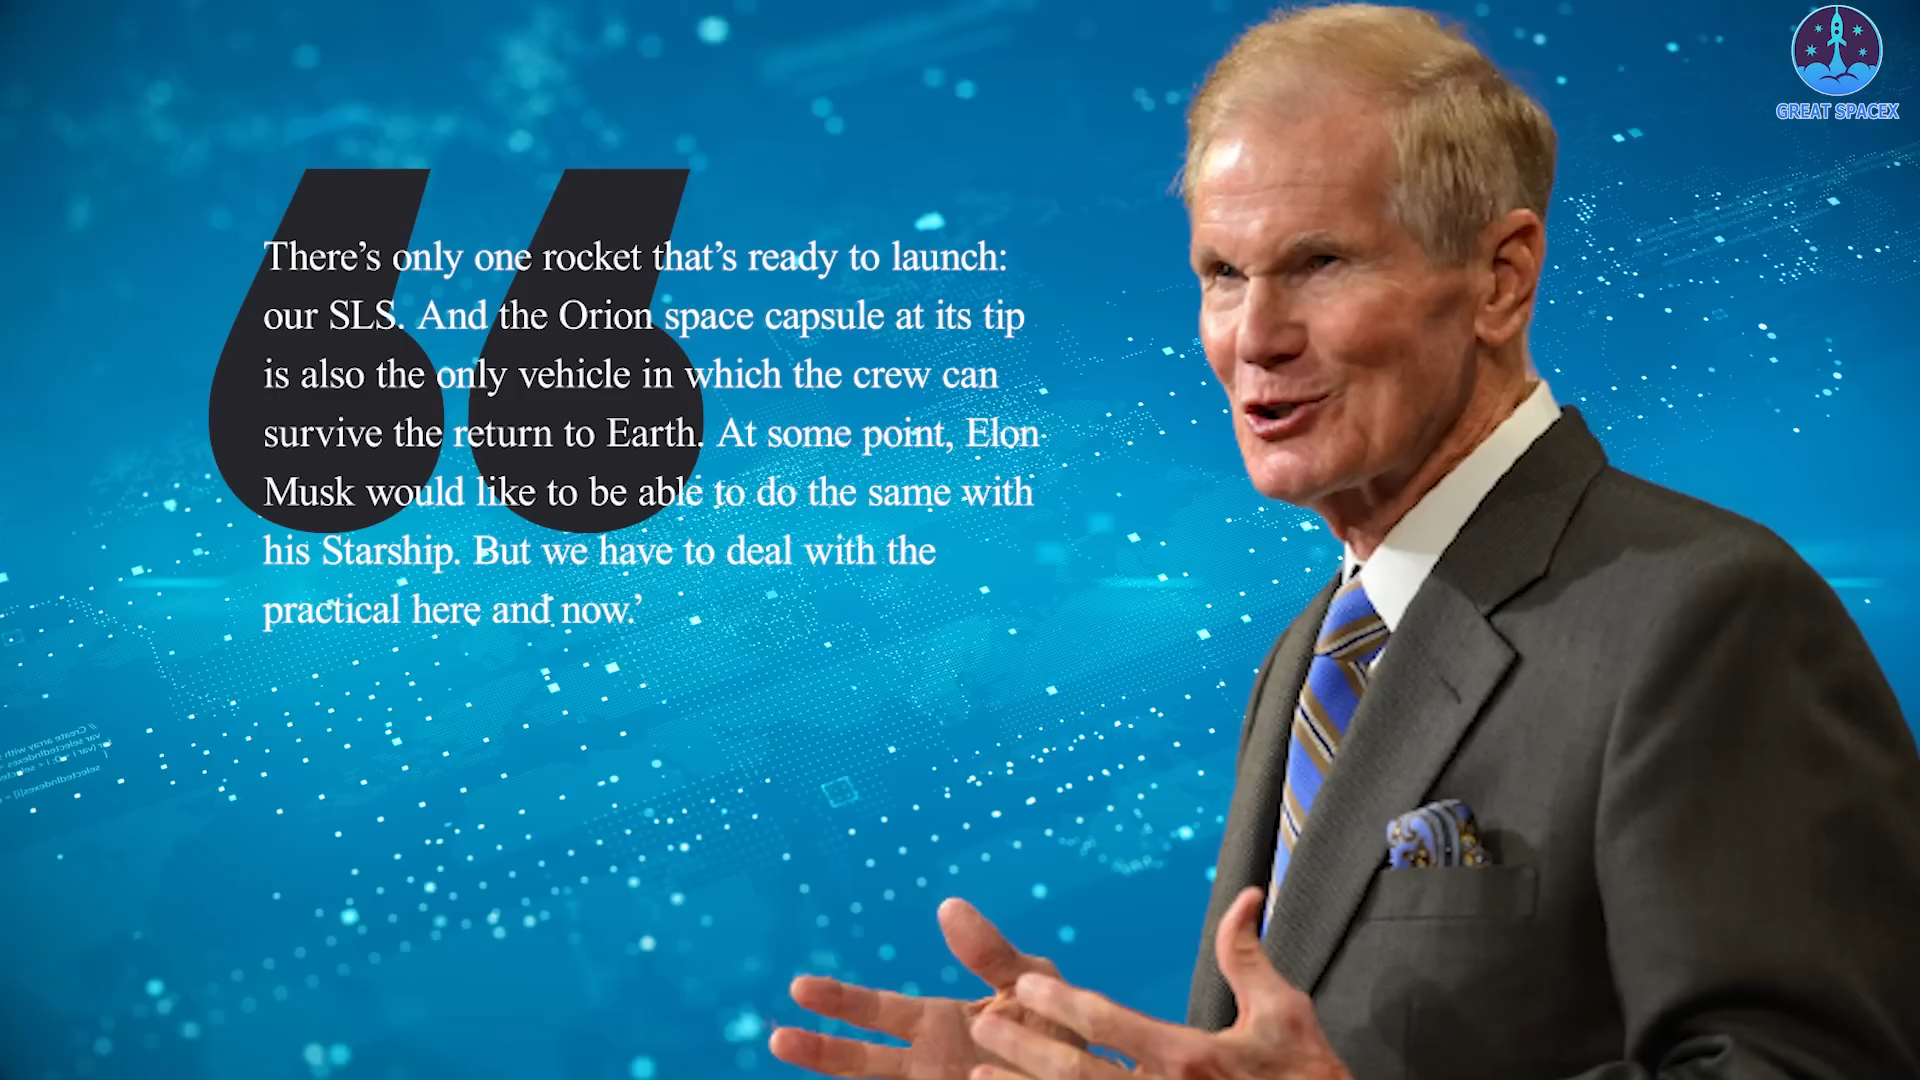 GREAT SPACEX
There’s only one rocket that’s ready to launch:
our SLS. And the Orion space capsule at its tip
is also the only vehicle in which the crew can
survive the return to Earth. At some point, Elon
Musk would like to be able to do the same with
his Starship. But we have to deal with the
practical here and now.’